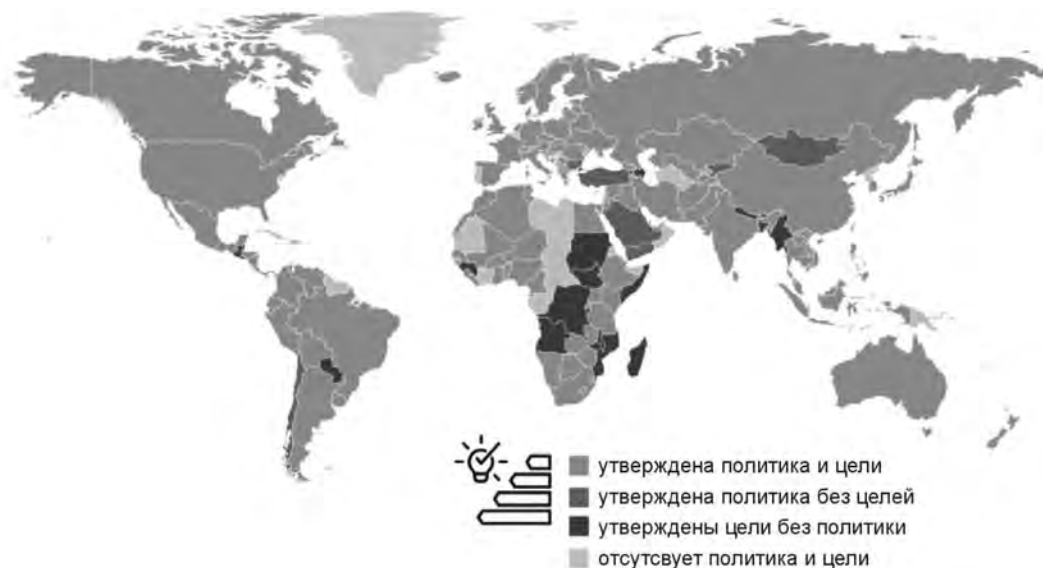 утверждена политика и цели
утверждена политика без целей
утверждены цели без политики
отсутсвует политика и цели